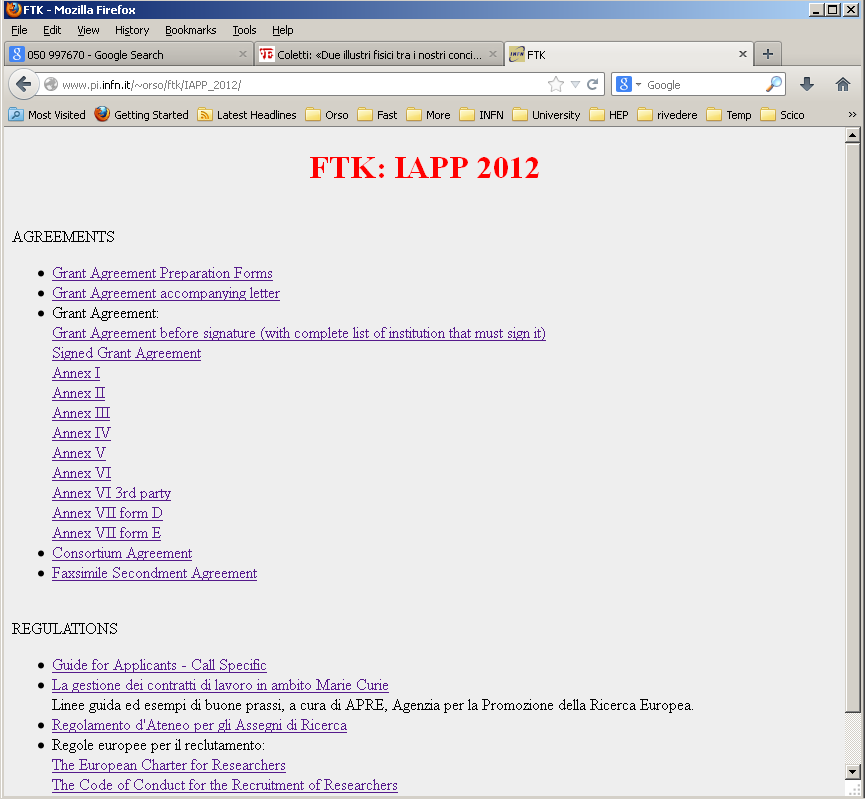 FTK - Mozilla Firefox
File Edit View History Bookmarks Tools Help
050 997670 - Google Search
Coletti: «Due illustri fisici tra i nostri conci...
FTK
www.pi.infn.it/~orso/ftk/IAPP_2012/
Google
Most Visited Getting Started Latest Headlines Orso Fast More INFN University HEP rivedere Temp Scico
FTK: IAPP 2012
AGREEMENTS
Grant Agreement Preparation Forms
Grant Agreement accompanying letter
Grant Agreement:
Grant Agreement before signature (with complete list of institution that must sign it)
Signed Grant Agreement
Annex I
Annex II
Annex III
Annex IV
Annex V
Annex VI
Annex VI 3rd party
Annex VII form D
Annex VII form E
Consortium Agreement
Faxsimile Secondment Agreement
REGULATIONS
Guide for Applicants - Call Specific
La gestione dei contratti di lavoro in ambito Marie Curie
Linee guida ed esempi di buone prassi, a cura di APRE, Agenzia per la Promozione della Ricerca Europea.
Regolamento d'Ateneo per gli Assegni di Ricerca
Regole europee per il reclutamento:
The European Charter for Researchers
The Code of Conduct for the Recruitment of Researchers